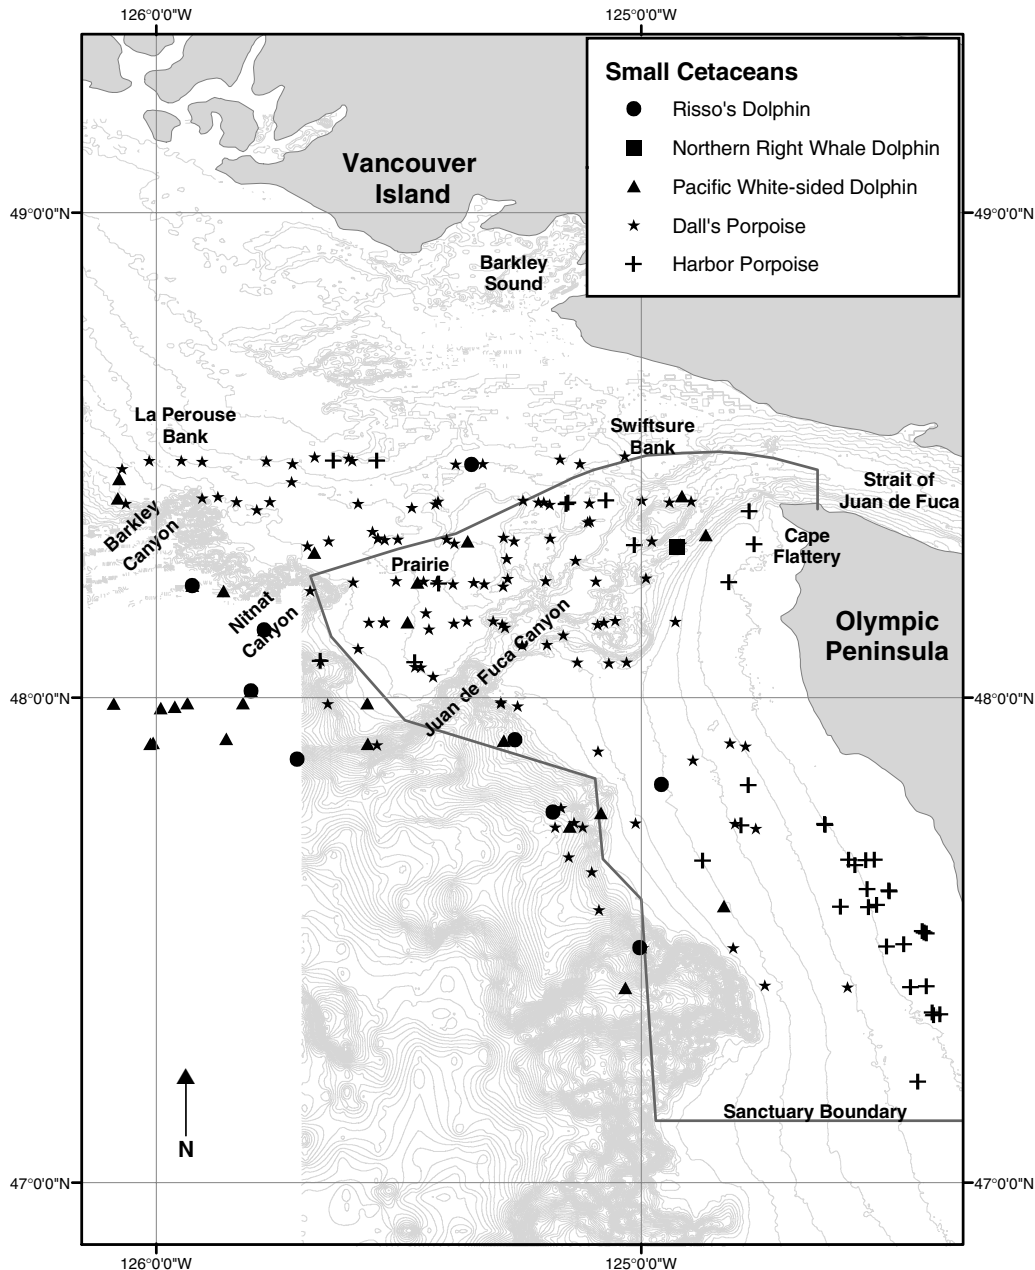 126°0'0"W
125°0'0"W
Small Cetaceans
Risso's Dolphin
Northern Right Whale Dolphin
Pacific White-sided Dolphin
Dall's Porpoise
Harbor Porpoise
Vancouver
Island
49°0'0"N
49°0'0"N
Barkley
Sound
La Perouse
Bank
Swiftsure
Bank
Strait of
Juan de Fuca
Barkley
Canyon
Cape
Flattery
Prairie
Nitnat
Canyon
Olympic
Peninsula
Juan de Fuca Canyon
48°0'0"N
48°0'0"N
Sanctuary Boundary
N
47°0'0"N
47°0'0"N
126°0'0"W
125°0'0"W